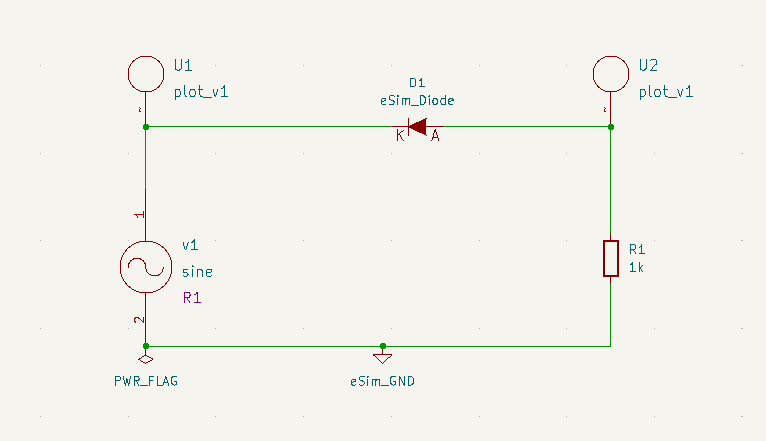 U1
plot_v1
~
D1
eSim_Diode
K
A
U2
plot_v1
~
1
v1
sine
R1
2
R1
1k
PWR_FLAG
eSim_GND